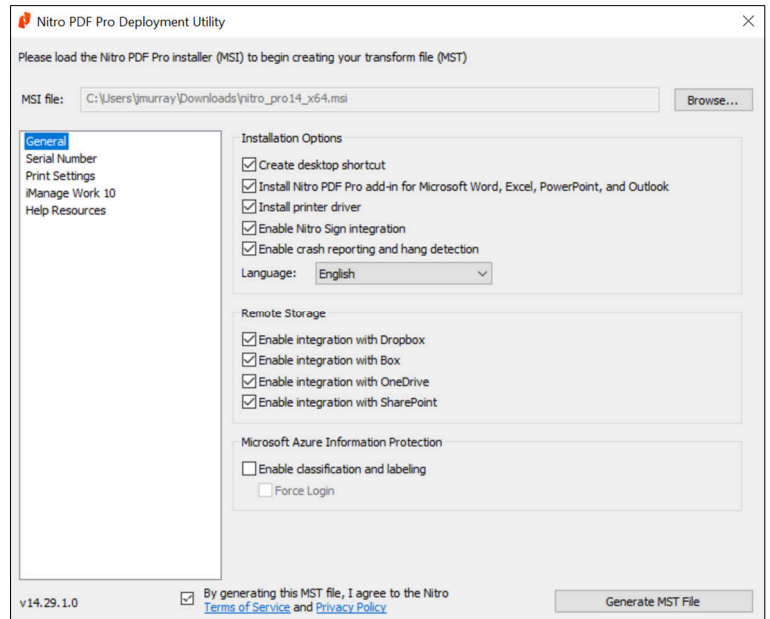 Nitro PDF Pro Deployment Utility
Please load the Nitro PDF Pro installer (MSI) to begin creating your transform file (MST)
MSI file:
C:\Users\jmurray\Downloads\nitro_pro14_x64.msi
Browse...
General
Serial Number
Print Settings
iManage Work 10
Help Resources
Installation Options
Create desktop shortcut
Install Nitro PDF Pro add-in for Microsoft Word, Excel, PowerPoint, and Outlook
Install printer driver
Enable Nitro Sign integration
Enable crash reporting and hang detection
Language:
English
Remote Storage
Enable integration with Dropbox
Enable integration with Box
Enable integration with OneDrive
Enable integration with SharePoint
Microsoft Azure Information Protection
Enable classification and labeling
Force Login
v14.29.1.0
By generating this MST file, I agree to the Nitro
Terms of Service and Privacy Policy
Generate MST File